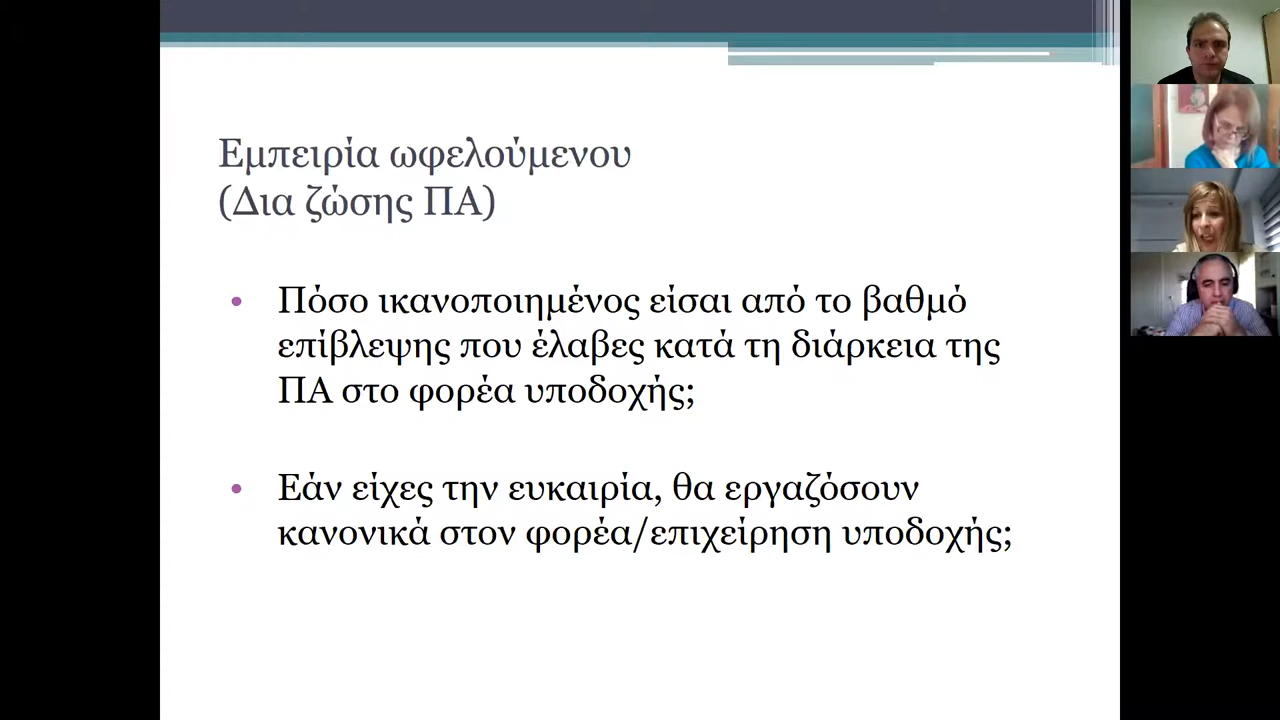 Εμπειρία ωφελούμενου
(Δια ζώσης ΠΑ)
• Πόσο ικανοποιημένος είσαι από το βαθμό
επίβλεψης που έλαβες κατά τη διάρκεια της
ΠΑ στο φορέα υποδοχής;
• Εάν είχες την ευκαιρία, θα εργαζόσουν
κανονικά στον φορέα/επιχείρηση υποδοχής;